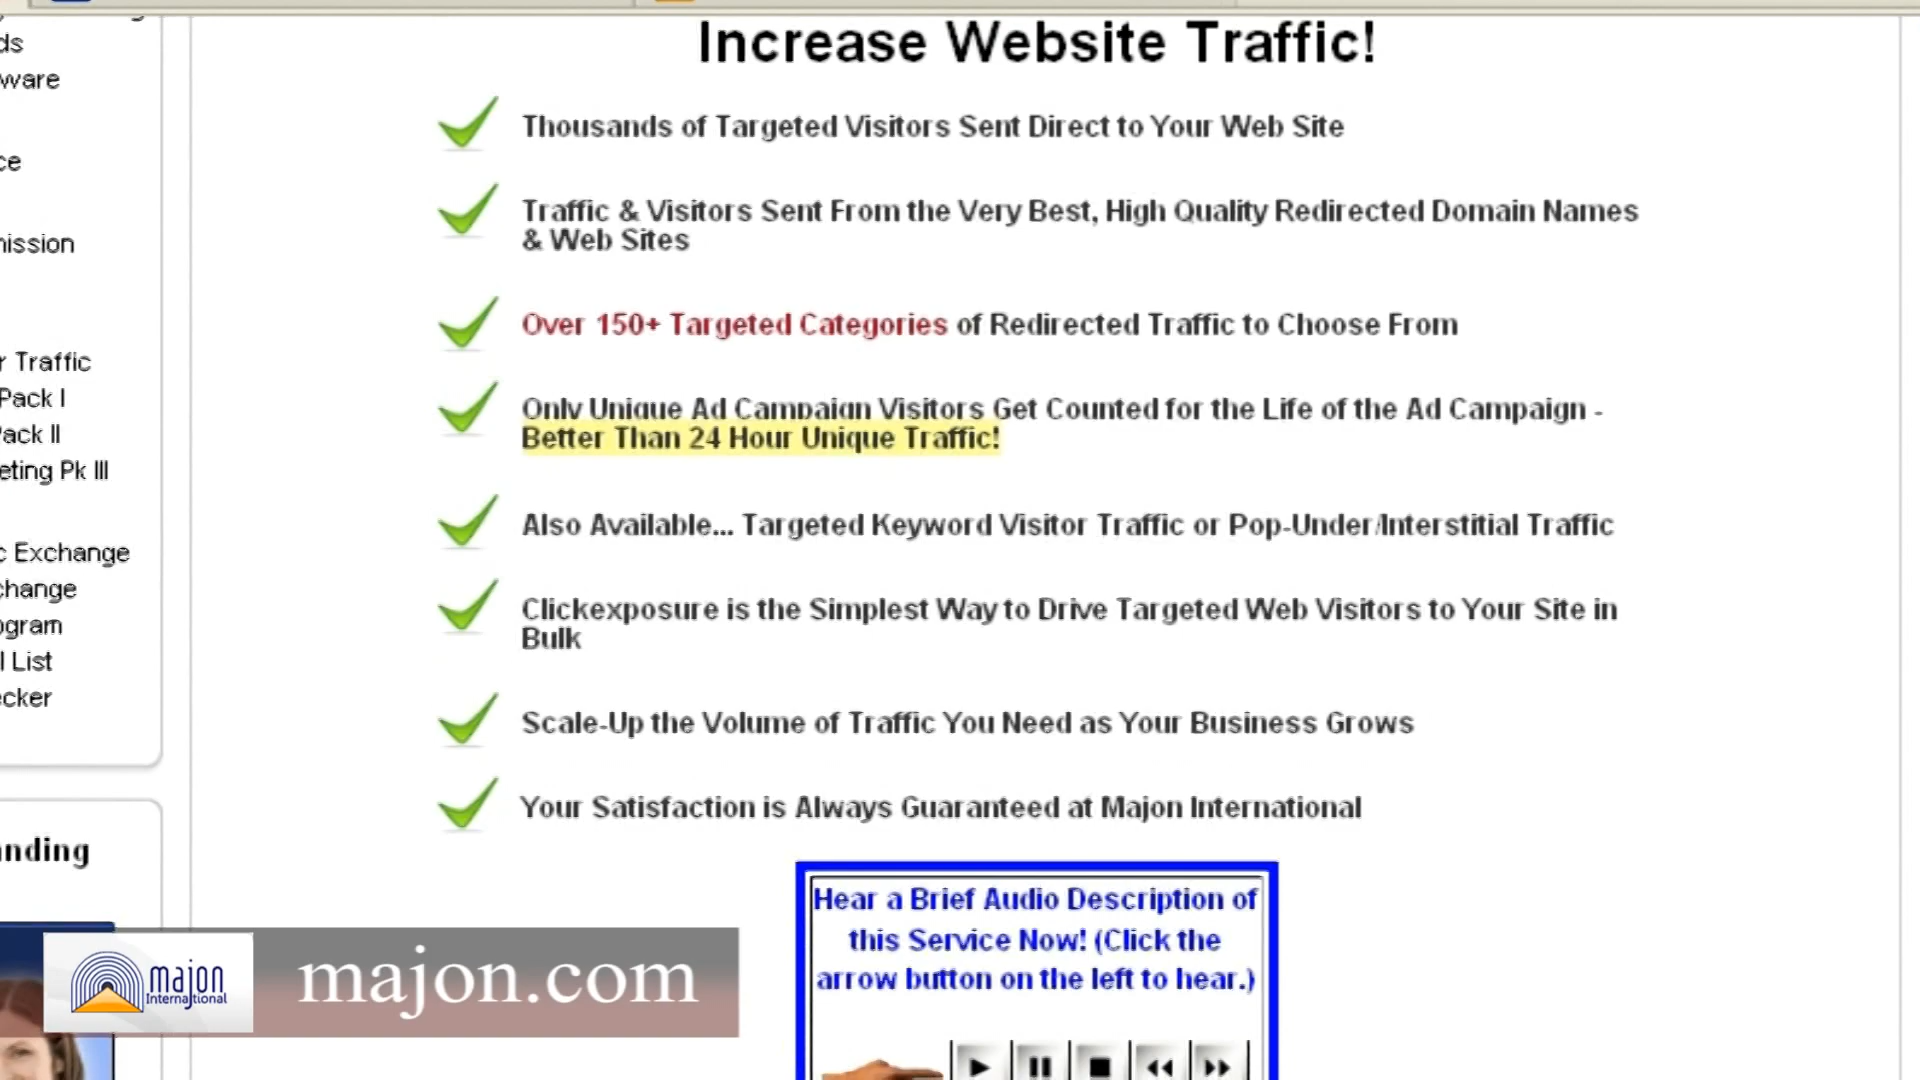 Increase Website Traffic!
ds
ware
Thousands of Targeted Visitors Sent Direct to Your Web Site
ce
Traffic & Visitors Sent From the Very Best, High Quality Redirected Domain Names
& Web Sites
nission
Over 150+ Targeted Categories of Redirected Traffic to Choose From
r Traffic
Pack I
Pack II
eting Pk III
Only Unique Ad Campaign Visitors Get Counted for the Life of the Ad Campaign -
Better Than 24 Hour Unique Traffic!
Also Available... Targeted Keyword Visitor Traffic or Pop-Under/Interstitial Traffic
c Exchange
change
ogram
l List
ecker
Clickexposure is the Simplest Way to Drive Targeted Web Visitors to Your Site in
Bulk
Scale-Up the Volume of Traffic You Need as Your Business Grows
Your Satisfaction is Always Guaranteed at Majon International
anding
Hear a Brief Audio Description of
this Service Now! (Click the
arrow button on the left to hear.)
majon
International
majon.com